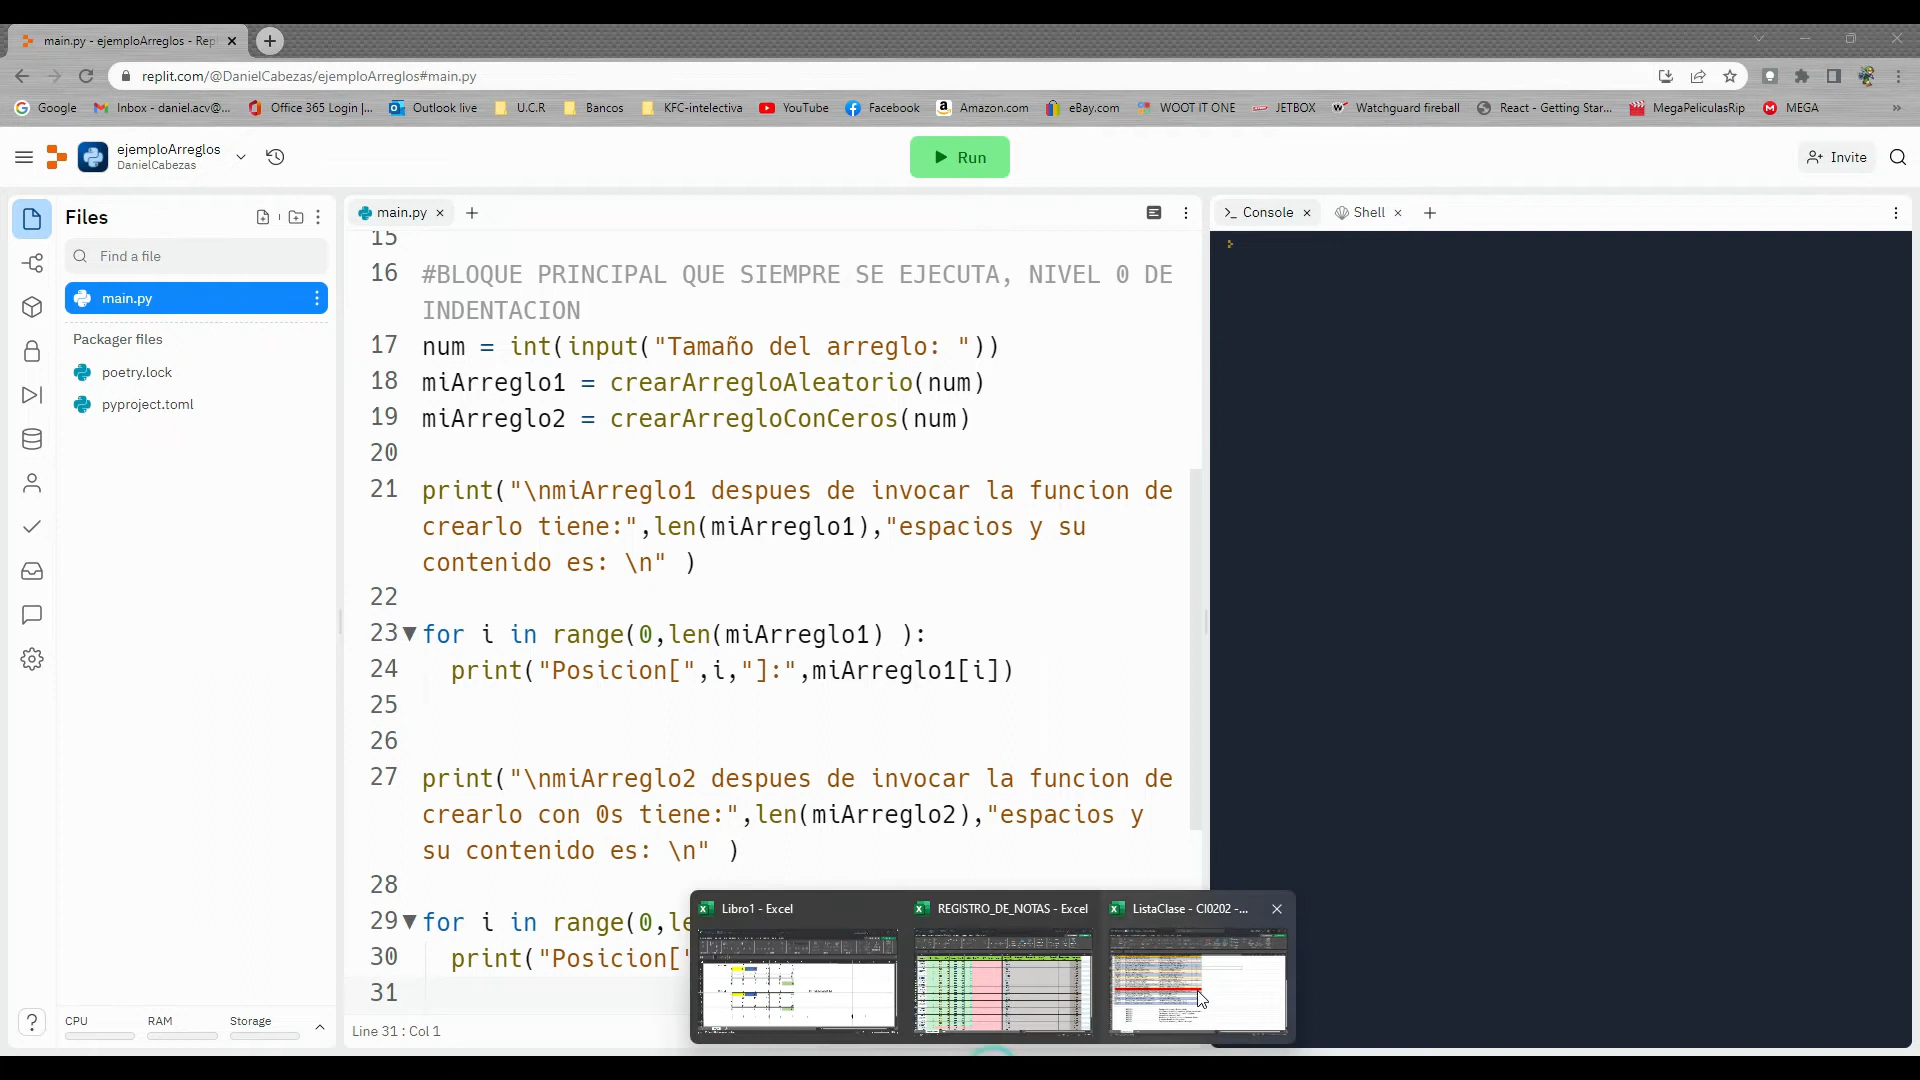 main.py - ejemploArreglos - Rep
replit.com/@DanielCabezas/ejemploArreglos#main.py
Google
Inbox - daniel.acv@...
Office 365 Login |...
Outlook live
U.C.R
Bancos
KFC-intelectiva
YouTube
Facebook
Amazon.com
eBay.com
WOOT IT ONE
JETBOX
Watchguard fireball
React - Getting Star...
MegaPeliculasRip
MEGA
»
ejemploArreglos
DanielCabezas
Run
Invite
Files
Find a file
main.py
Packager files
poetry.lock
pyproject.toml
CPU
RAM
Storage
main.py
15
16 #BLOQUE PRINCIPAL QUE SIEMPRE SE EJECUTA, NIVEL 0 DE
INDENTACION
17 num = int(input("Tamaño del arreglo: "))
18 miArreglo1 = crearArregloAleatorio(num)
19 miArreglo2 = crearArregloConCeros(num)
20
21 print("\nmiArreglo1 despues de invocar la funcion de
crearlo tiene:",len(miArreglo1),"espacios y su
contenido es: \n" )
22
23 for i in range(0,len(miArreglo1) ):
24 print("Posicion[",i,"]:",miArreglo1[i])
25
26
27 print("\nmiArreglo2 despues de invocar la funcion de
crearlo con 0s tiene:",len(miArreglo2),"espacios y
su contenido es: \n" )
28
29 for i in range(0,le
30 print("Posicion["
31
Line 31 : Col 1
Console
Shell
Libro1 - Excel
REGISTRO_DE_NOTAS - Excel
ListaClase - CI0202 -...